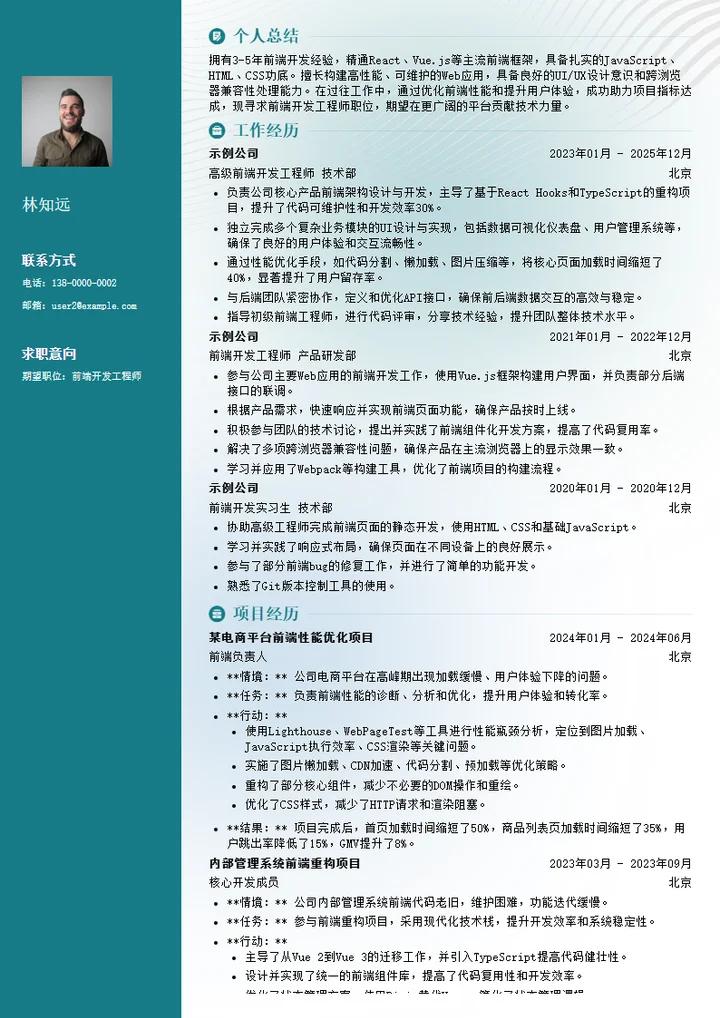 林知远
联系方式
电话：138-0000-0002
邮箱：user2@example.com
求职意向
期望职位：前端开发工程师
个人总结
拥有3-5年前端开发经验，精通React、Vue.js等主流前端框架，具备扎实的JavaScript、
HTML、CSS功底。擅长构建高性能、可维护的Web应用，具备良好的UI/UX设计意识和跨浏览
器兼容性处理能力。在过往工作中，通过优化前端性能和提升用户体验，成功助力项目指标达
成，现寻求前端开发工程师职位，期望在更广阔的平台贡献技术力量。
工作经历
示例公司 2023年01月 - 2025年12月
高级前端开发工程师 技术部 北京
• 负责公司核心产品前端架构设计与开发，主导了基于React Hooks和TypeScript的重构项
目，提升了代码可维护性和开发效率30%。
• 独立完成多个复杂业务模块的UI设计与实现，包括数据可视化仪表盘、用户管理系统等，
确保了良好的用户体验和交互流畅性。
• 通过性能优化手段，如代码分割、懒加载、图片压缩等，将核心页面加载时间缩短了
40%，显著提升了用户留存率。
• 与后端团队紧密协作，定义和优化API接口，确保前后端数据交互的高效与稳定。
• 指导初级前端工程师，进行代码评审，分享技术经验，提升团队整体技术水平。
示例公司 2021年01月 - 2022年12月
前端开发工程师 产品研发部 北京
• 参与公司主要Web应用的前端开发工作，使用Vue.js框架构建用户界面，并负责部分后端
接口的联调。
• 根据产品需求，快速响应并实现前端页面功能，确保产品按时上线。
• 积极参与团队的技术讨论，提出并实践了前端组件化开发方案，提高了代码复用率。
• 解决了多项跨浏览器兼容性问题，确保产品在主流浏览器上的显示效果一致。
• 学习并应用了Webpack等构建工具，优化了前端项目的构建流程。
示例公司 2020年01月 - 2020年12月
前端开发实习生 技术部 北京
• 协助高级工程师完成前端页面的静态开发，使用HTML、CSS和基础JavaScript。
• 学习并实践了响应式布局，确保页面在不同设备上的良好展示。
• 参与了部分前端bug的修复工作，并进行了简单的功能开发。
• 熟悉了Git版本控制工具的使用。
项目经历
某电商平台前端性能优化项目 2024年01月 - 2024年06月
前端负责人 北京
• **情境：** 公司电商平台在高峰期出现加载缓慢、用户体验下降的问题。
• **任务：** 负责前端性能的诊断、分析和优化，提升用户体验和转化率。
• **行动：**
• 使用Lighthouse、WebPageTest等工具进行性能瓶颈分析，定位到图片加载、
JavaScript执行效率、CSS渲染等关键问题。
• 实施了图片懒加载、CDN加速、代码分割、预加载等优化策略。
• 重构了部分核心组件，减少不必要的DOM操作和重绘。
• 优化了CSS样式，减少了HTTP请求和渲染阻塞。
• **结果：** 项目完成后，首页加载时间缩短了50%，商品列表页加载时间缩短了35%，用
户跳出率降低了15%，GMV提升了8%。
内部管理系统前端重构项目 2023年03月 - 2023年09月
核心开发成员 北京
• **情境：** 公司内部管理系统前端代码老旧，维护困难，功能迭代缓慢。
• **任务：** 参与前端重构项目，采用现代化技术栈，提升开发效率和系统稳定性。
• **行动：**
• 主导了从Vue 2到Vue 3的迁移工作，并引入TypeScript提高代码健壮性。
• 设计并实现了统一的前端组件库，提高了代码复用性和开发效率。